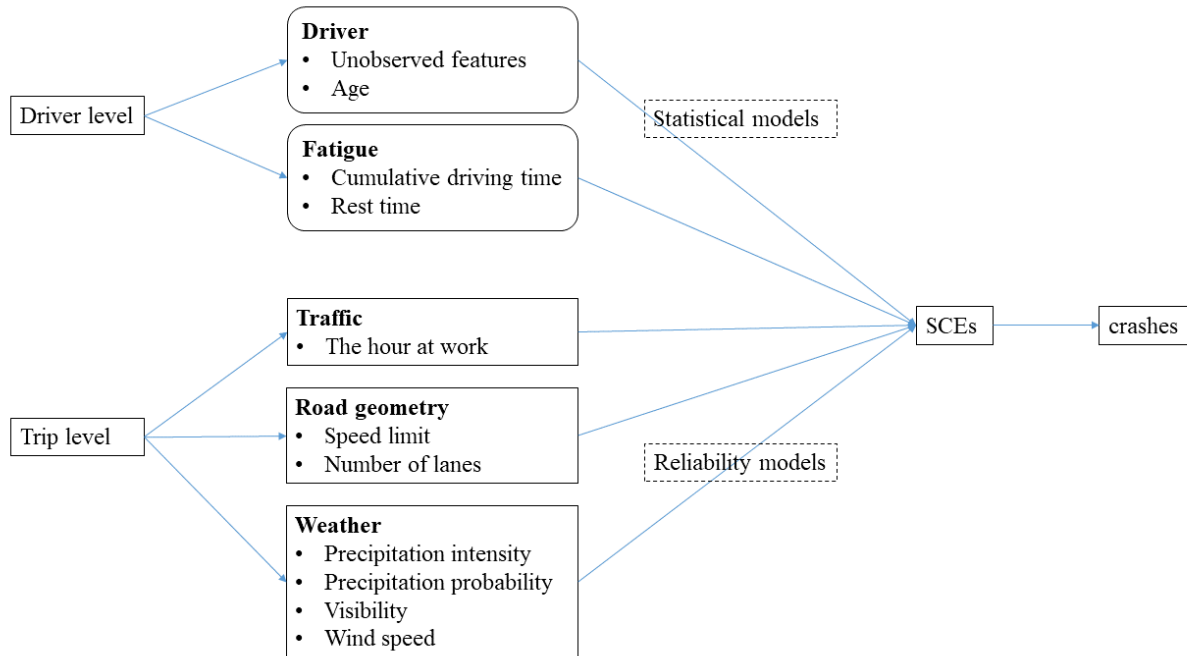 Driver level
Driver
• Unobserved features
• Age
Fatigue
• Cumulative driving time
• Rest time
Statistical models
Trip level
Traffic
• The hour at work
Road geometry
• Speed limit
• Number of lanes
Weather
• Precipitation intensity
• Precipitation probability
• Visibility
• Wind speed
Reliability models
SCEs
crashes